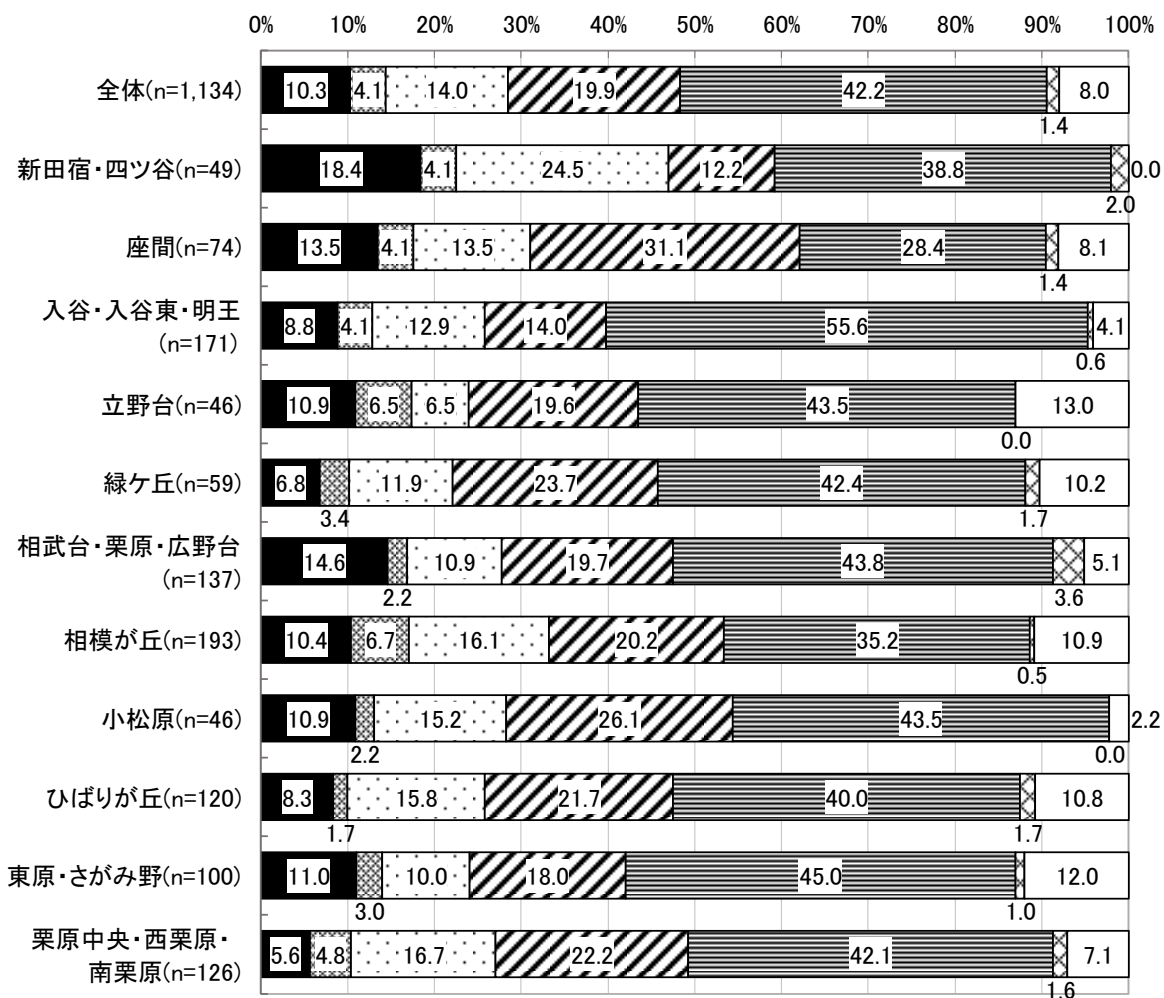 0% 10% 20% 30% 40% 50% 60% 70% 80% 90% 100%
全体(n=1,134) 10.3 4.1 14.0 19.9 42.2 8.0
1.4
新田宿・四ツ谷(n=49) 18.4 4.1 24.5 12.2 38.8 0.0
2.0
座間(n=74) 13.5 4.1 13.5 31.1 28.4 8.1
1.4
入谷・入谷東・明王
(n=171) 8.8 4.1 12.9 14.0 55.6 4.1
0.6
立野台(n=46) 10.9 6.5 6.5 19.6 43.5 13.0
0.0
緑ケ丘(n=59) 6.8 11.9 23.7 42.4 10.2
3.4 1.7
相武台・栗原・広野台
(n=137) 14.6 10.9 19.7 43.8 5.1
2.2 3.6
相模が丘(n=193) 10.4 6.7 16.1 20.2 35.2 10.9
0.5
小松原(n=46) 10.9 15.2 26.1 43.5 2.2
2.2 0.0
ひばりが丘(n=120) 8.3 15.8 21.7 40.0 10.8
1.7 1.7
東原・さがみ野(n=100) 11.0 10.0 18.0 45.0 12.0
3.0 1.0
栗原中央・西栗原・
南栗原(n=126) 5.6 4.8 16.7 22.2 42.1 7.1
1.6